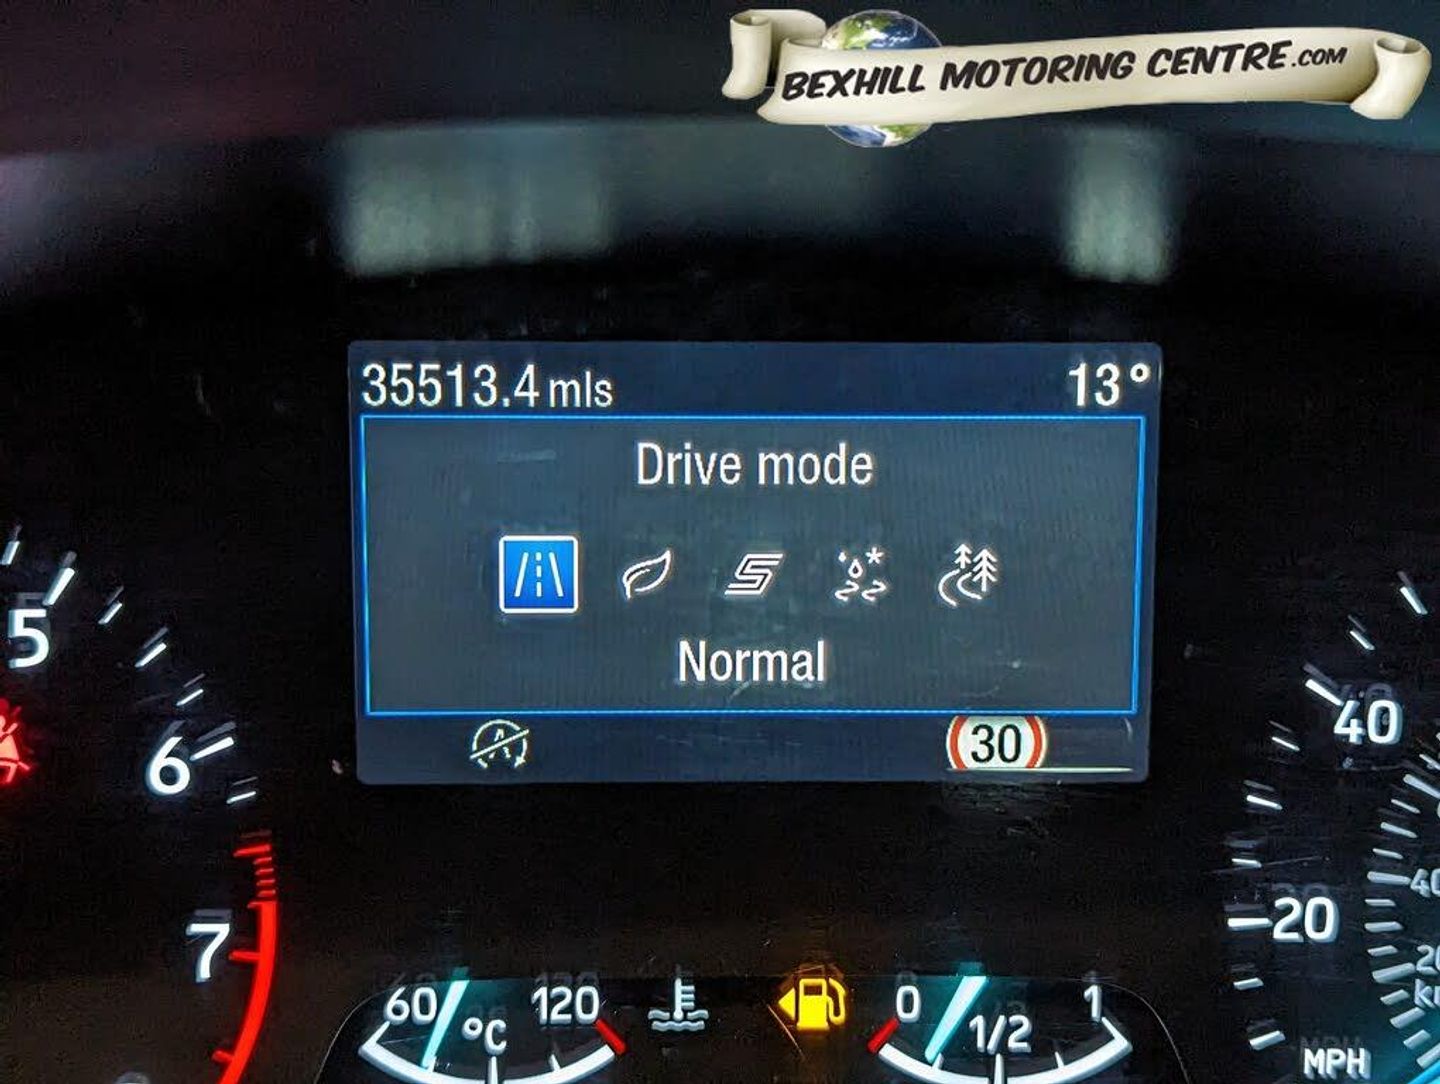 BEXHILL MOTORING CENTRE.COM
35513.4 mls
13°
Drive mode
Normal
A
30
5
6
7
60
°C
120
0
1/2
1
40
20
MPH
40